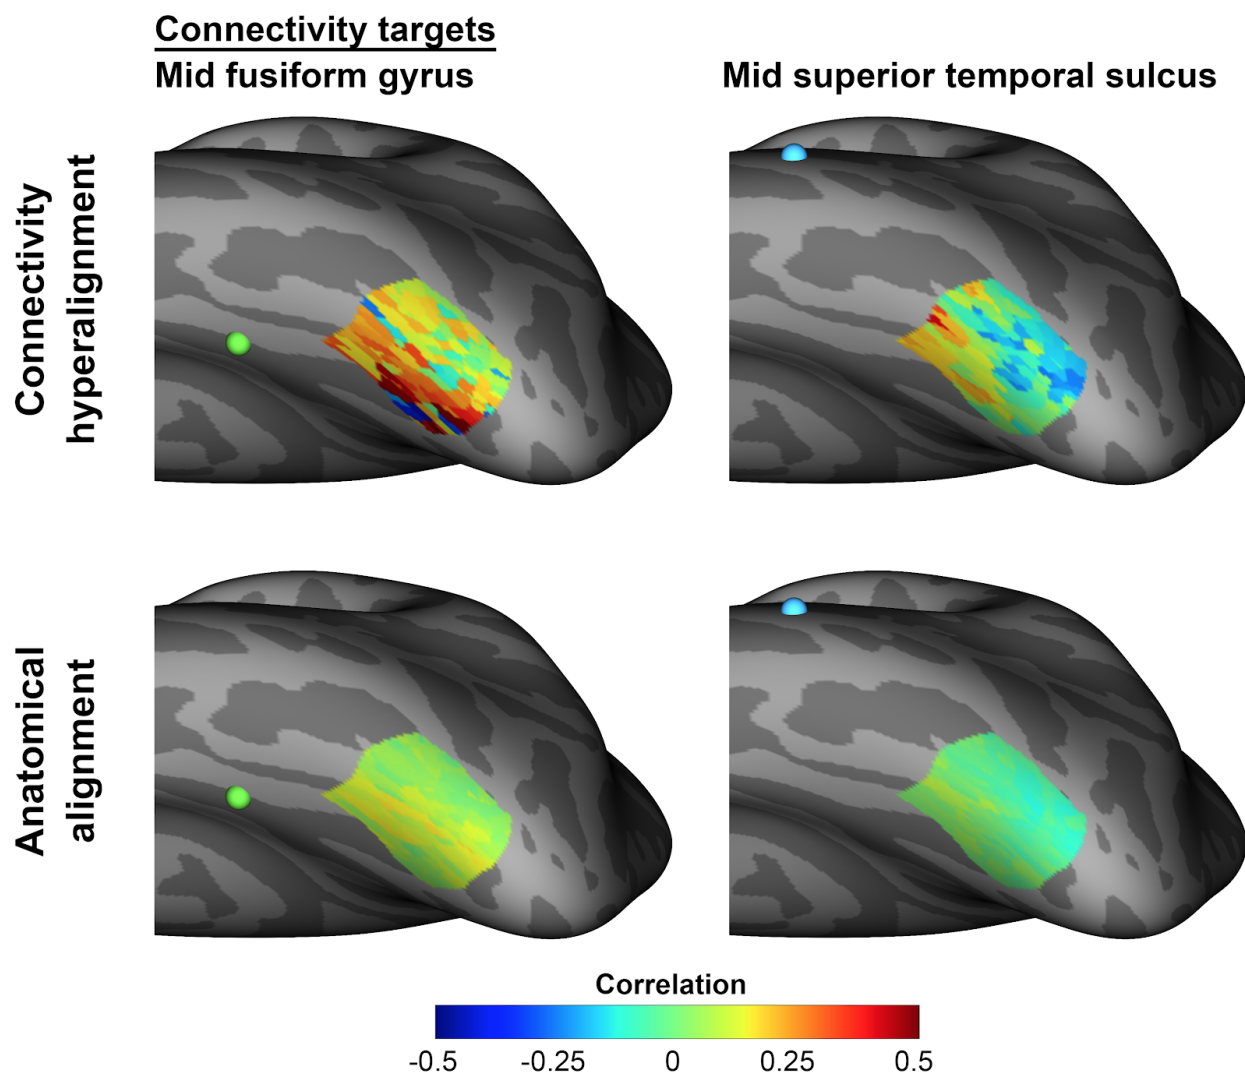 Connectivity targets
Mid fusiform gyrus
Mid superior temporal sulcus
Connectivity
hyperalignment
Anatomical
alignment
Correlation
-0.5 -0.25 0 0.25 0.5